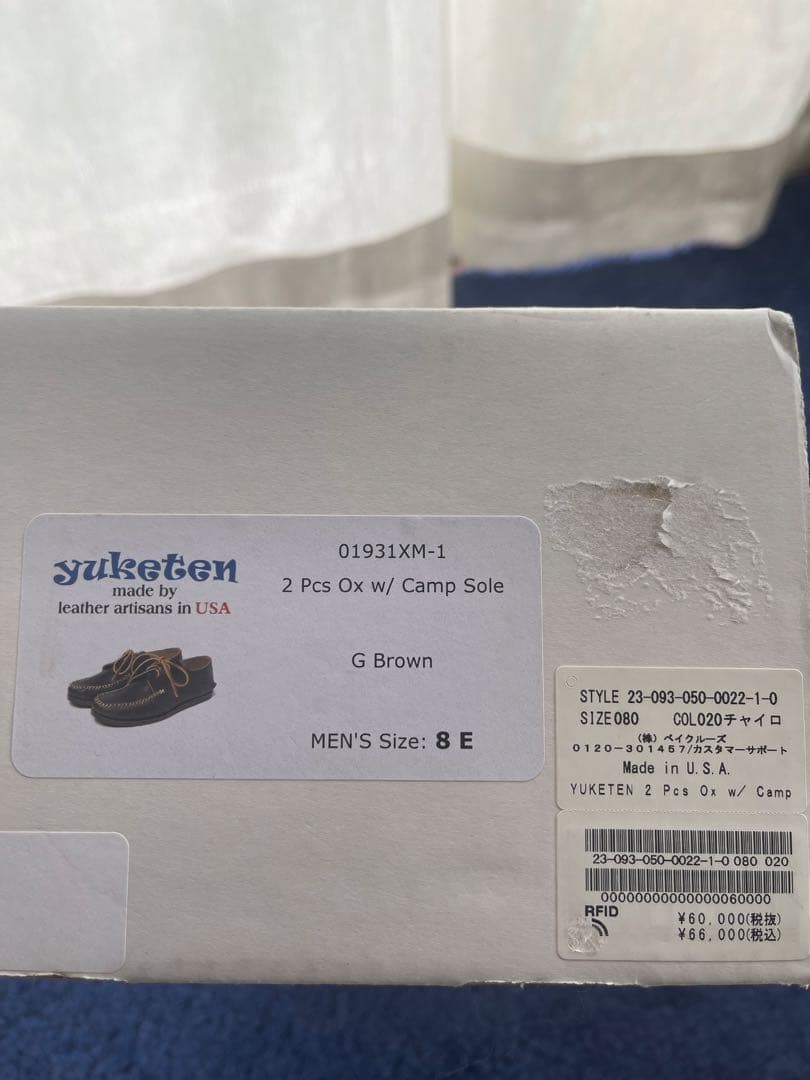 yuketen
made by
leather artisans in USA
01931XM-1
2 Pcs Ox w/ Camp Sole
G Brown
MEN'S Size: 8 E
STYLE 23-093-050-0022-1-0
SIZE080 COL020チャイロ
(株) ベイクルーズ
0120-301457/カスタマーサポート
Made in U.S.A.
YUKETEN 2 Pcs Ox w/ Camp
23-093-050-0022-1-0 080 020
00000000000000060000
RFID
¥60,000(税抜)
¥66,000(税込)